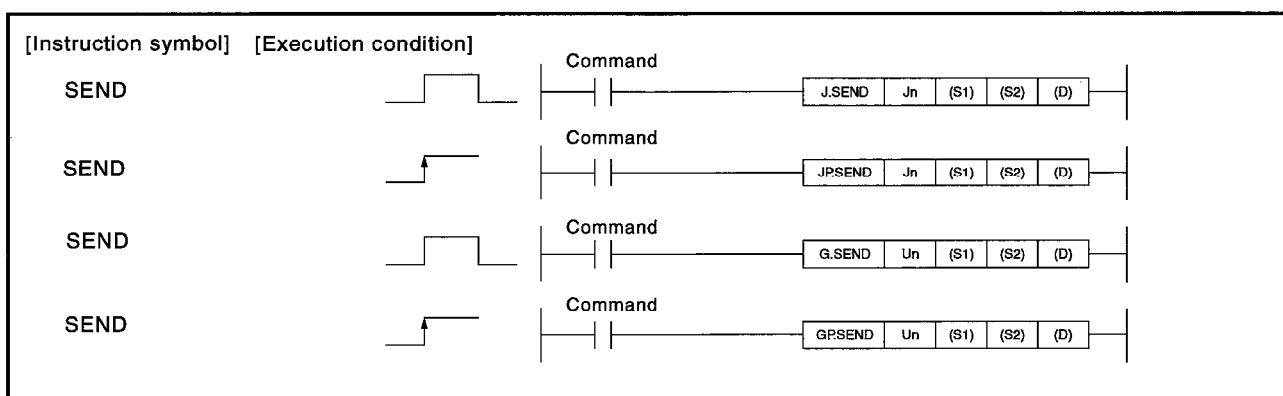 [Instruction symbol] [Execution condition]
Command
SEND J.SEND Jn (S1) (S2) (D)
Command
SEND JP.SEND Jn (S1) (S2) (D)
Command
SEND G.SEND Un (S1) (S2) (D)
Command
SEND GP.SEND Un (S1) (S2) (D)